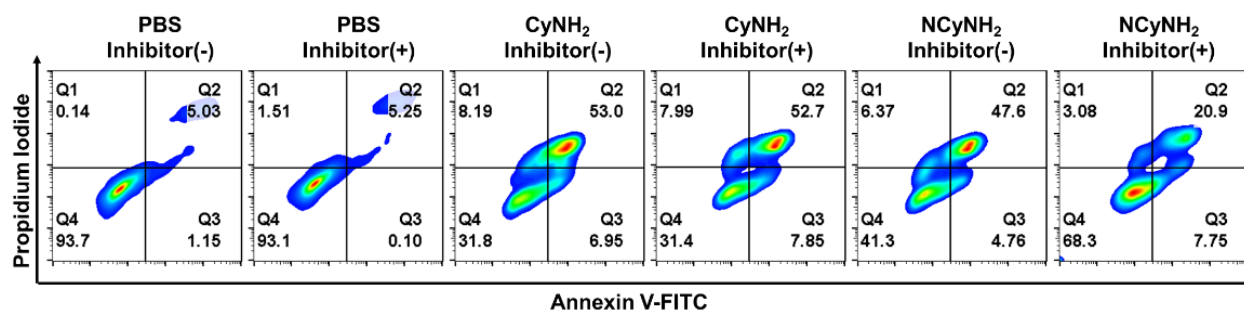 PBS
Inhibitor(-)
PBS
Inhibitor(+)
CyNH₂
Inhibitor(-)
CyNH₂
Inhibitor(+)
NCyNH₂
Inhibitor(-)
NCyNH₂
Inhibitor(+)
Propidium Iodide
Q1
0.14
Q2
5.03
Q4
93.7
Q3
1.15
Q1
1.51
Q2
5.25
Q4
93.1
Q3
0.10
Q1
8.19
Q2
53.0
Q4
31.8
Q3
6.95
Q1
7.99
Q2
52.7
Q4
31.4
Q3
7.85
Q1
6.37
Q2
47.6
Q4
41.3
Q3
4.76
Q1
3.08
Q2
20.9
Q4
68.3
Q3
7.75
Annexin V-FITC